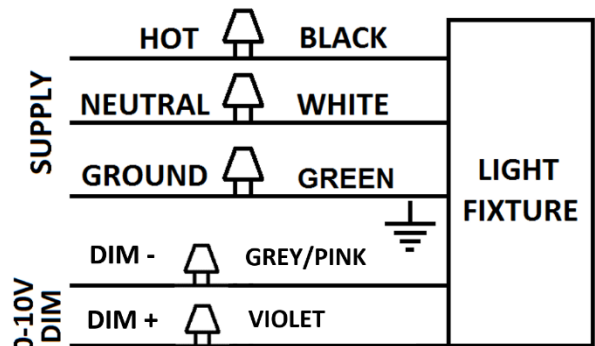 SUPPLY
HOT BLACK
NEUTRAL WHITE
GROUND GREEN
LIGHT
FIXTURE
0-10V
DIM
DIM - GREY/PINK
DIM + VIOLET